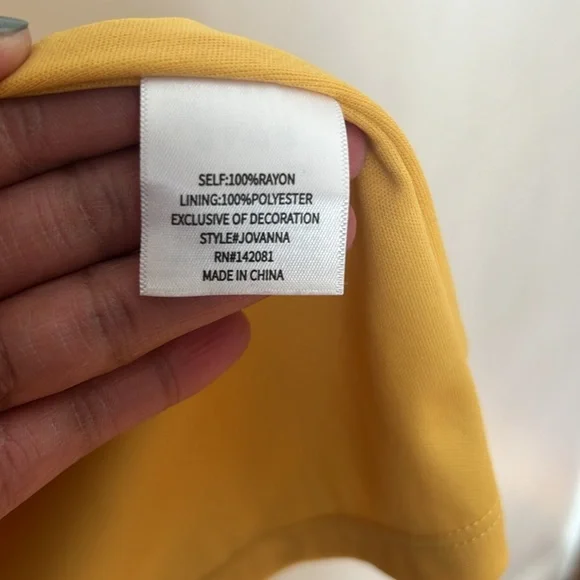 SELF:100%RAYON
LINING:100%POLYESTER
EXCLUSIVE OF DECORATION
STYLE#JOVANNA
RN#142081
MADE IN CHINA